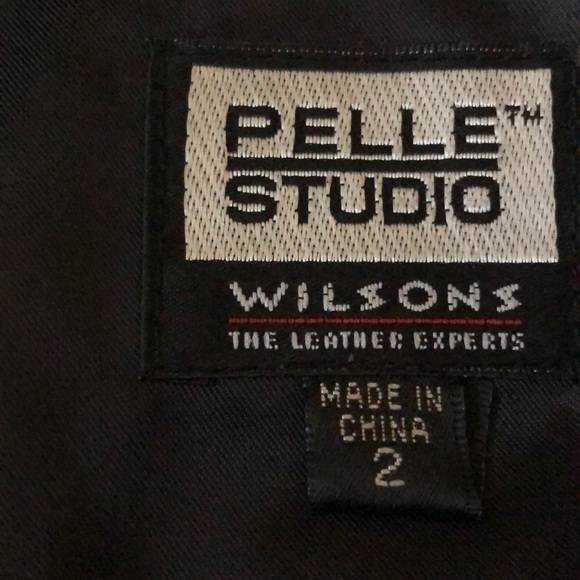 PELLE™
STUDIO
WILSONS
THE LEATHER EXPERTS
MADE IN
CHINA
2